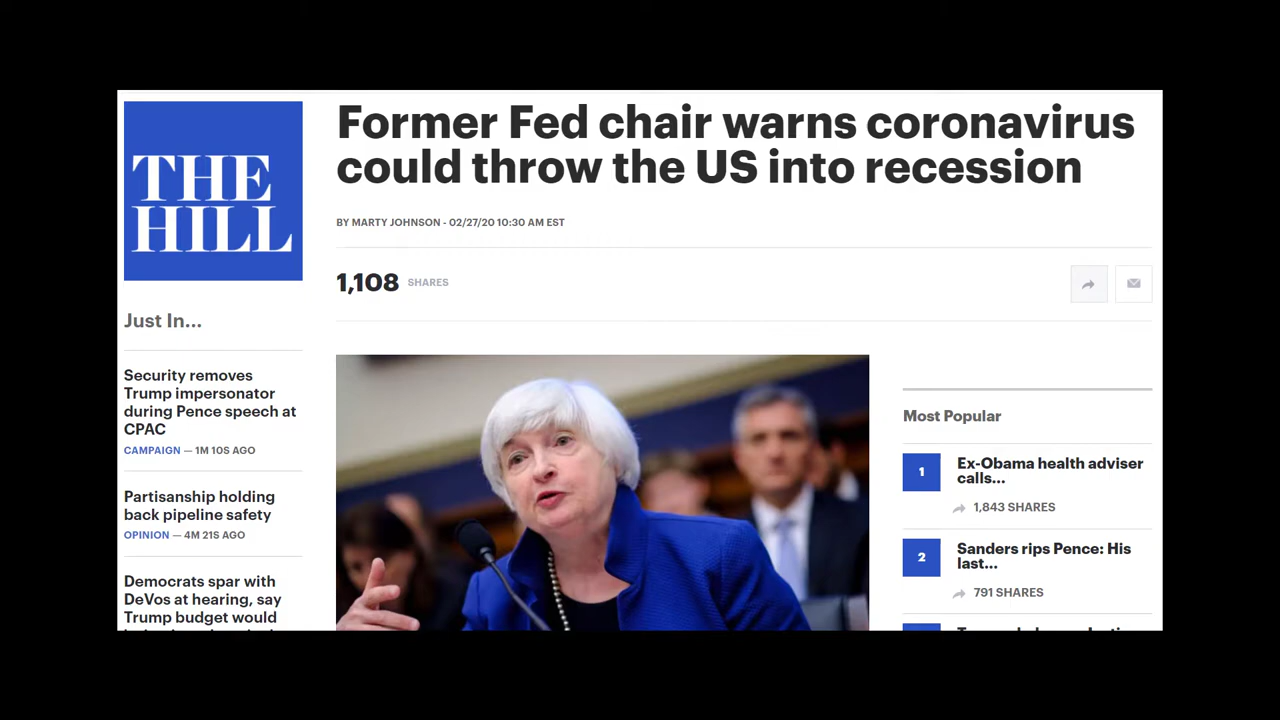 THE
HILL
Former Fed chair warns coronavirus
could throw the US into recession
BY MARTY JOHNSON - 02/27/20 10:30 AM EST
1,108 SHARES
Just In...
Security removes
Trump impersonator
during Pence speech at
CPAC
CAMPAIGN — 1M 10S AGO
Partisanship holding
back pipeline safety
OPINION — 4M 21S AGO
Democrats spar with
DeVos at hearing, say
Trump budget would
Most Popular
1
Ex-Obama health adviser
calls...
1,843 SHARES
2
Sanders rips Pence: His
last...
791 SHARES